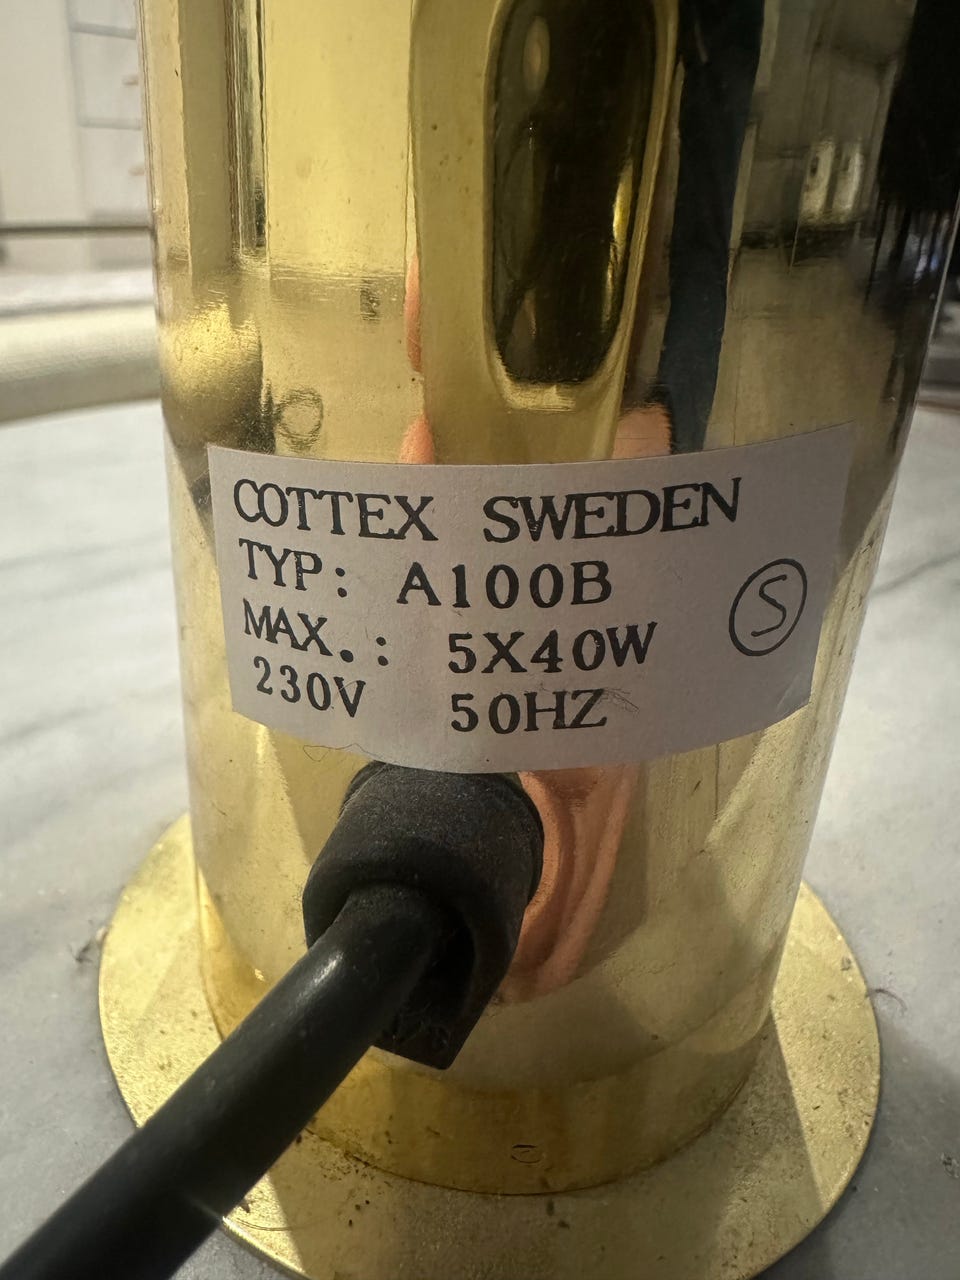 COTTEX SWEDEN
TYP: A100B
MAX.: 5X40W
230V 50HZ
S